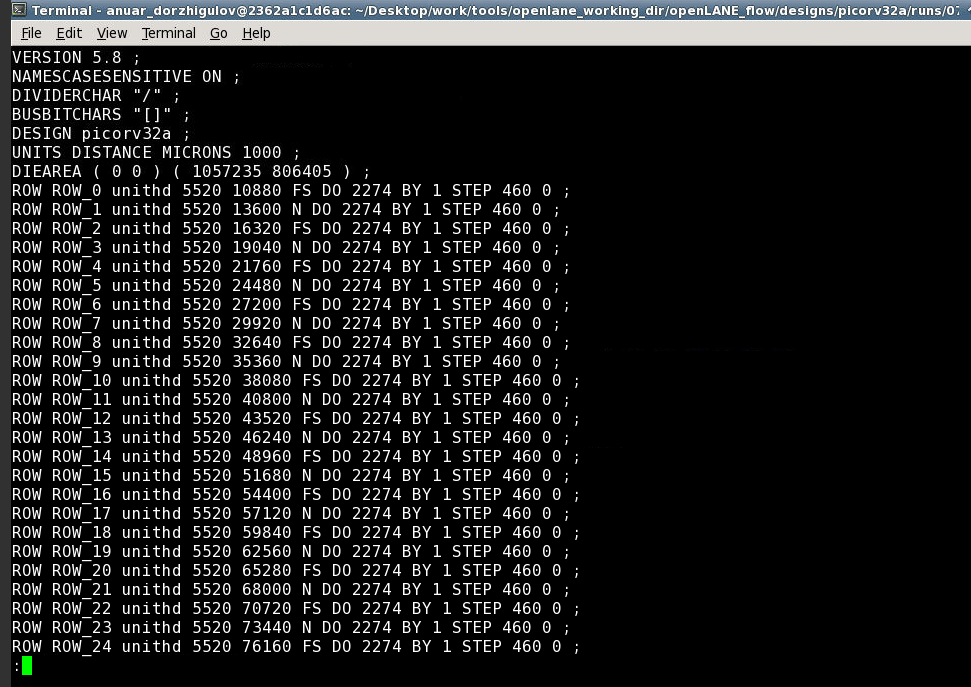 Terminal - anuar_dorzhigulov@2362a1c1d6ac: ~/Desktop/work/tools/openlane_working_dir/openLANE_flow/designs/picorv32a/runs/07
File Edit View Terminal Go Help
VERSION 5.8 ;
NAMESCASESENSITIVE ON ;
DIVIDERCHAR "/" ;
BUSBITCHARS "[]" ;
DESIGN picorv32a ;
UNITS DISTANCE MICRONS 1000 ;
DIEAREA ( 0 0 ) ( 1057235 806405 ) ;
ROW ROW_0 unithd 5520 10880 FS DO 2274 BY 1 STEP 460 0 ;
ROW ROW_1 unithd 5520 13600 N DO 2274 BY 1 STEP 460 0 ;
ROW ROW_2 unithd 5520 16320 FS DO 2274 BY 1 STEP 460 0 ;
ROW ROW_3 unithd 5520 19040 N DO 2274 BY 1 STEP 460 0 ;
ROW ROW_4 unithd 5520 21760 FS DO 2274 BY 1 STEP 460 0 ;
ROW ROW_5 unithd 5520 24480 N DO 2274 BY 1 STEP 460 0 ;
ROW ROW_6 unithd 5520 27200 FS DO 2274 BY 1 STEP 460 0 ;
ROW ROW_7 unithd 5520 29920 N DO 2274 BY 1 STEP 460 0 ;
ROW ROW_8 unithd 5520 32640 FS DO 2274 BY 1 STEP 460 0 ;
ROW ROW_9 unithd 5520 35360 N DO 2274 BY 1 STEP 460 0 ;
ROW ROW_10 unithd 5520 38080 FS DO 2274 BY 1 STEP 460 0 ;
ROW ROW_11 unithd 5520 40800 N DO 2274 BY 1 STEP 460 0 ;
ROW ROW_12 unithd 5520 43520 FS DO 2274 BY 1 STEP 460 0 ;
ROW ROW_13 unithd 5520 46240 N DO 2274 BY 1 STEP 460 0 ;
ROW ROW_14 unithd 5520 48960 FS DO 2274 BY 1 STEP 460 0 ;
ROW ROW_15 unithd 5520 51680 N DO 2274 BY 1 STEP 460 0 ;
ROW ROW_16 unithd 5520 54400 FS DO 2274 BY 1 STEP 460 0 ;
ROW ROW_17 unithd 5520 57120 N DO 2274 BY 1 STEP 460 0 ;
ROW ROW_18 unithd 5520 59840 FS DO 2274 BY 1 STEP 460 0 ;
ROW ROW_19 unithd 5520 62560 N DO 2274 BY 1 STEP 460 0 ;
ROW ROW_20 unithd 5520 65280 FS DO 2274 BY 1 STEP 460 0 ;
ROW ROW_21 unithd 5520 68000 N DO 2274 BY 1 STEP 460 0 ;
ROW ROW_22 unithd 5520 70720 FS DO 2274 BY 1 STEP 460 0 ;
ROW ROW_23 unithd 5520 73440 N DO 2274 BY 1 STEP 460 0 ;
ROW ROW_24 unithd 5520 76160 FS DO 2274 BY 1 STEP 460 0 ;
: